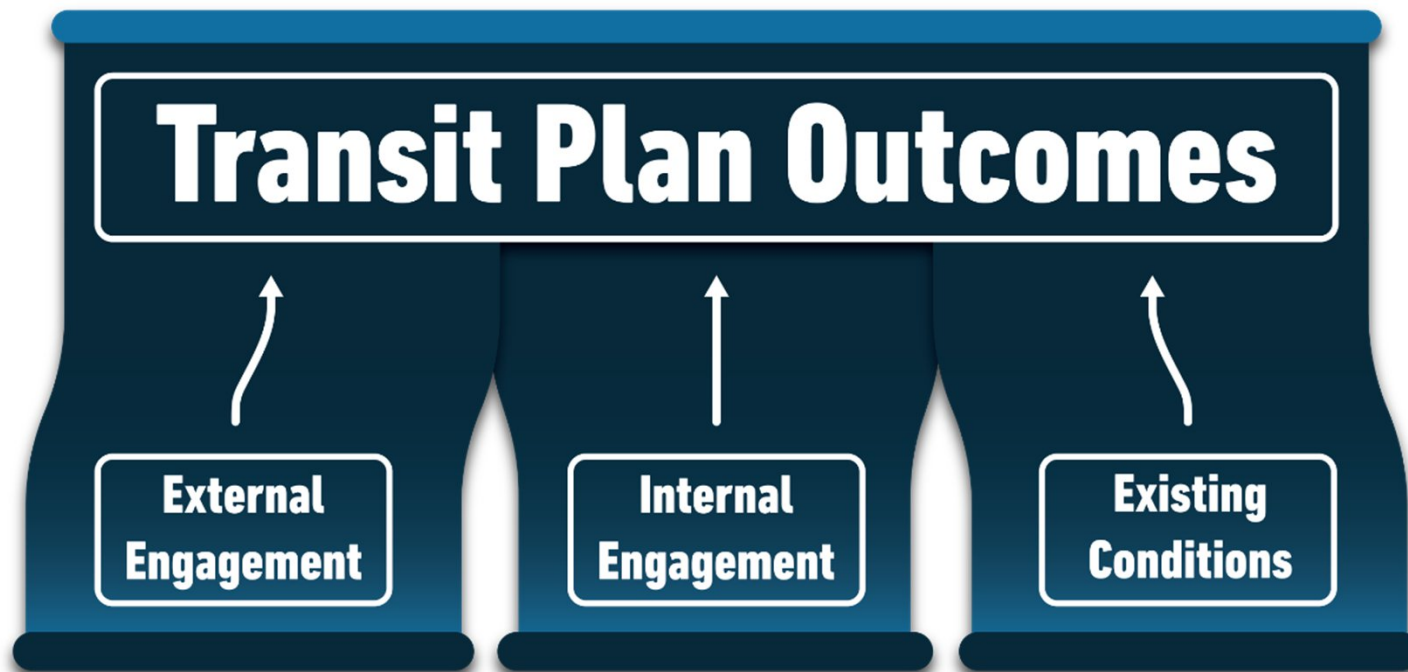 Transit Plan Outcomes
External
Engagement
Internal
Engagement
Existing
Conditions